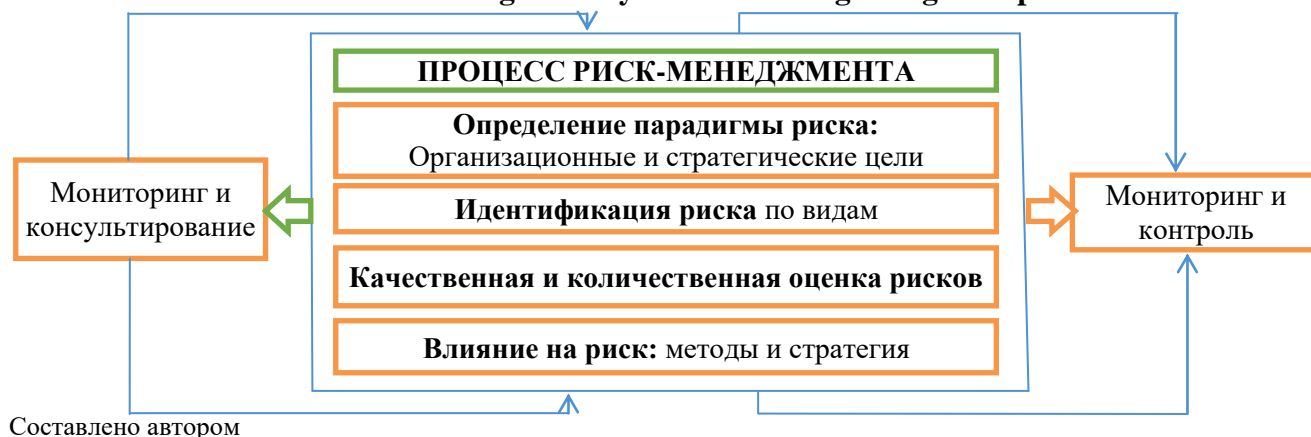 ПРОЦЕСС РИСК-МЕНЕДЖМЕНТА
Определение парадигмы риска:
Организационные и стратегические цели
Мониторинг и
консультирование
Идентификация риска по видам
Мониторинг и
контроль
Качественная и количественная оценка рисков
Влияние на риск: методы и стратегия
Составлено автором